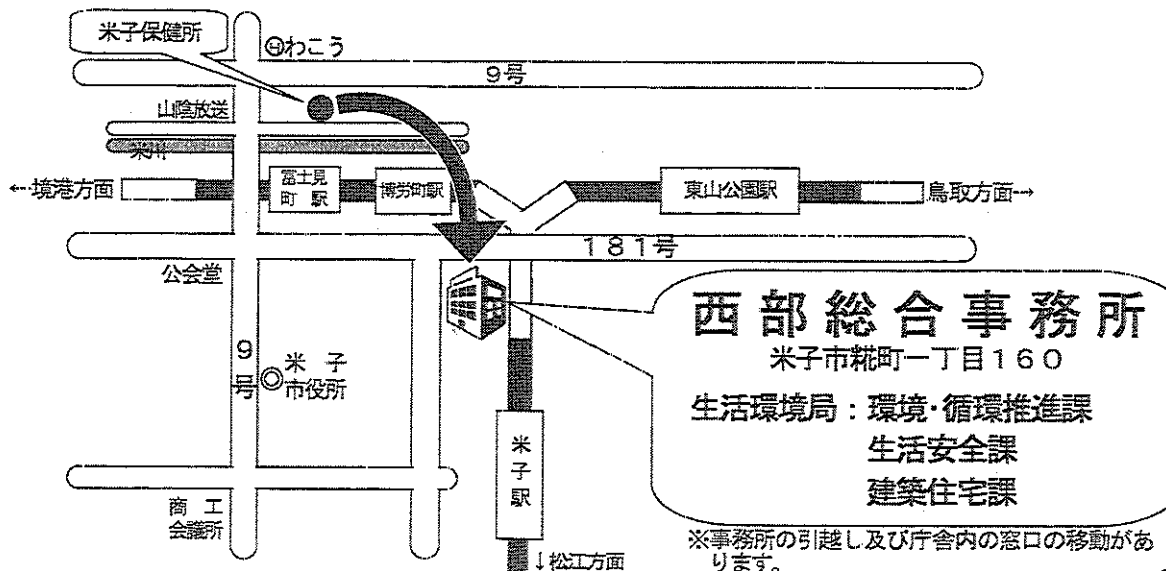 米子保健所
Ⓗわこう
9号
山陰放送
米川
←境港方面
富士見
町駅
博労町駅
東山公園駅
鳥取方面→
181号
公会堂
9
号
◎米子
市役所
商工
会議所
米子駅
↓松江方面
西部総合事務所
米子市糀町一丁目160
生活環境局:環境・循環推進課
生活安全課
建築住宅課
※事務所の引越し及び庁舎内の窓口の移動があ
ります。